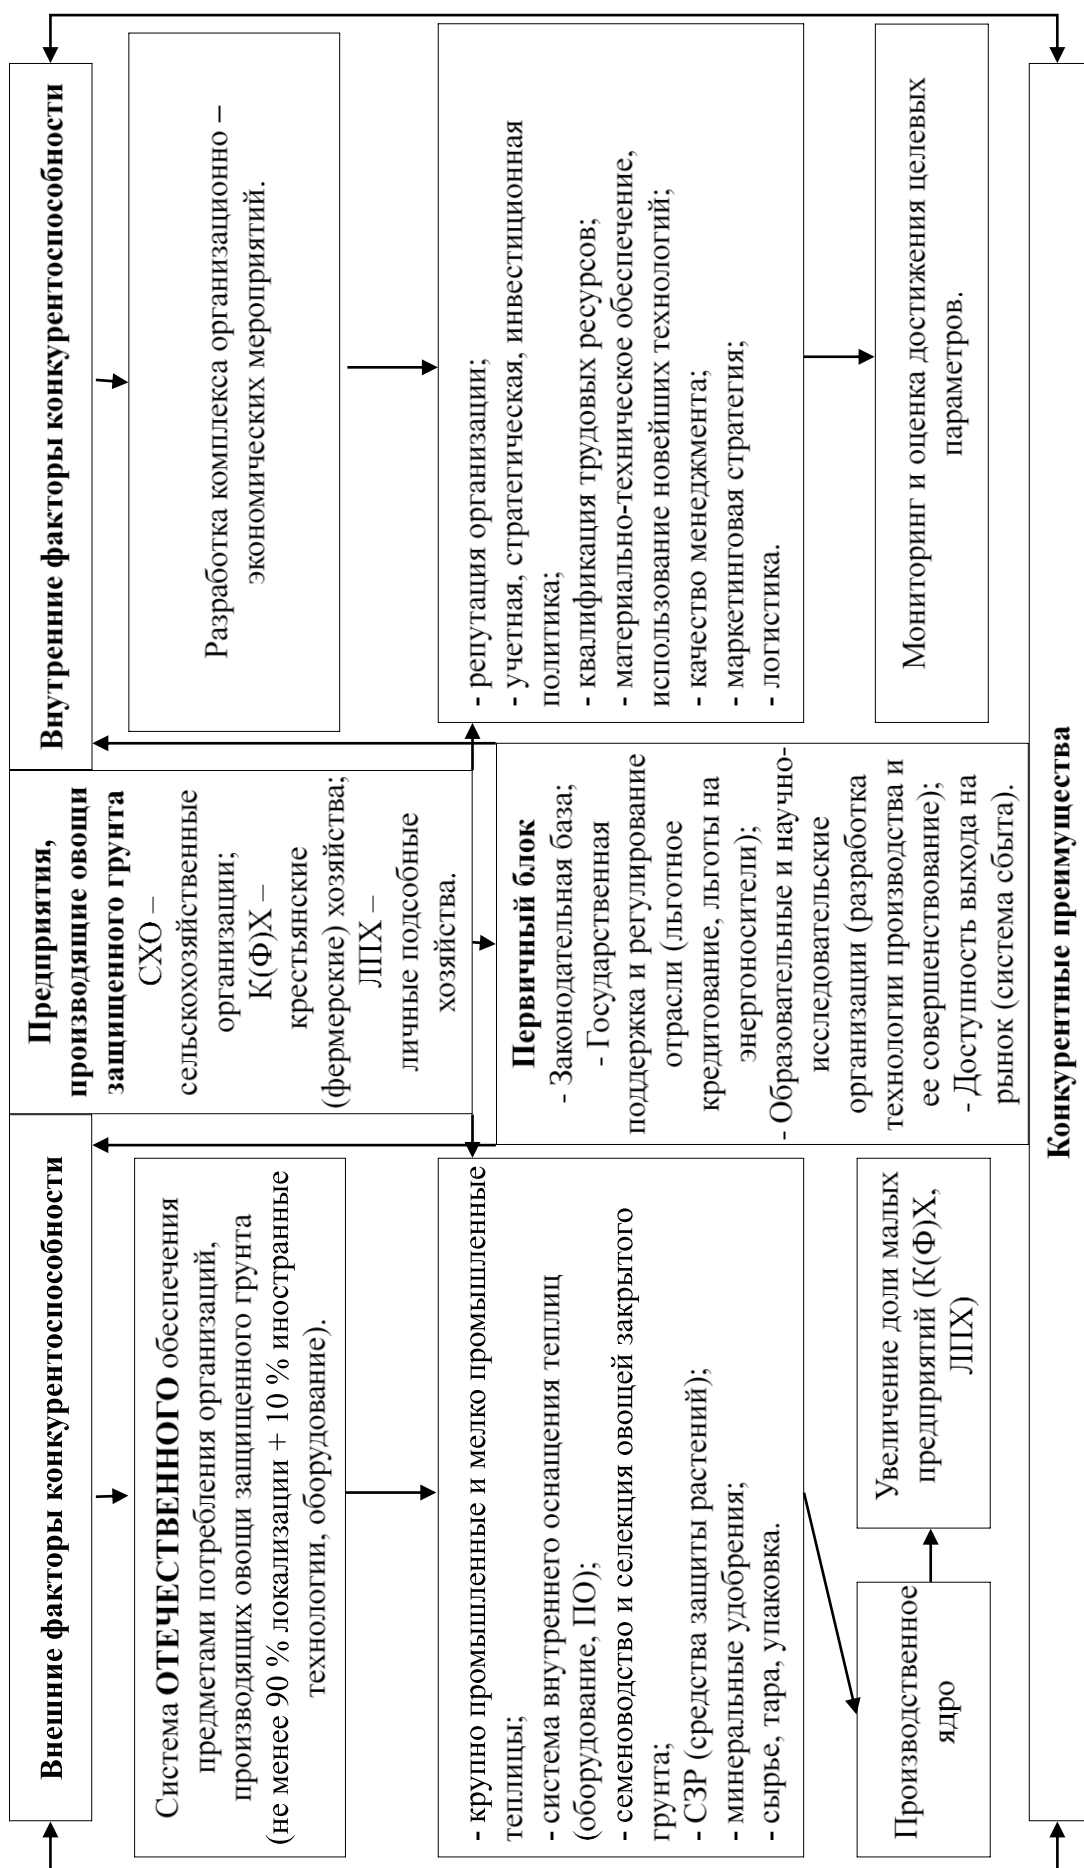 Внешние факторы конкурентоспособности
Система ОТЕЧЕСТВЕННОГО обеспечения
предметами потребления организаций,
производящих овощи защищенного грунта
(не менее 90 % локализации + 10 % иностранные
технологии, оборудование).
- крупно промышленные и мелко промышленные
теплицы;
- система внутреннего оснащения теплиц
(оборудование, ПО);
- семеноводство и селекция овощей закрытого
грунта;
- СЗР (средства защиты растений);
- минеральные удобрения;
- сырье, тара, упаковка.
Производственное
ядро
Увеличение доли малых
предприятий (К(Ф)Х,
ЛПХ)
Предприятия,
производящие овощи
защищенного грунта
СХО –
сельскохозяйственные
организации;
К(Ф)Х –
крестьянские
(фермерские) хозяйства;
ЛПХ –
личные подсобные
хозяйства.
Первичный блок
- Законодательная база;
- Государственная
поддержка и регулирование
отрасли (льготное
кредитование, льготы на
энергоносители);
- Образовательные и научно-
исследовательские
организации (разработка
технологии производства и
ее совершенствование);
- Доступность выхода на
рынок (система сбыта).
Внутренние факторы конкурентоспособности
Разработка комплекса организационно –
экономических мероприятий.
- репутация организации;
- учетная, стратегическая, инвестиционная
политика;
- квалификация трудовых ресурсов;
- материально-техническое обеспечение,
использование новейших технологий;
- качество менеджмента;
- маркетинговая стратегия;
- логистика.
Мониторинг и оценка достижения целевых
параметров.
Конкурентные преимущества